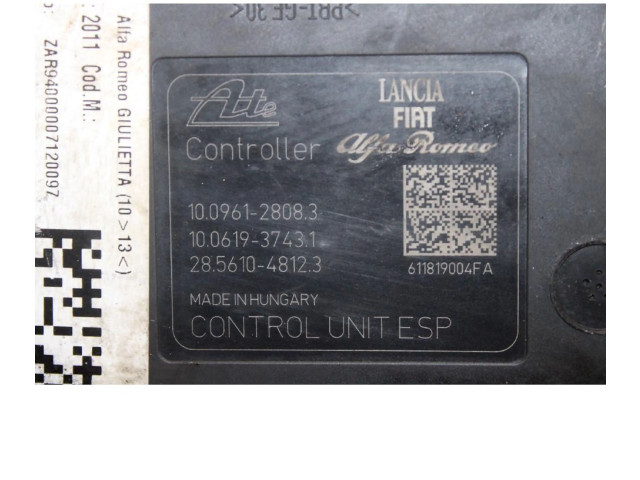 >PBT-GF30<
Ate
LANCIA
FIAT
Alfa Romeo
Controller
10.0961-2808.3
10.0619-3743.1
28.5610-4812.3
611819004FA
MADE IN HUNGARY
CONTROL UNIT ESP
Alfa Romeo GIULIETTA (10>13<)
: 2011 Cod.M.:
o: ZAR94000007120097